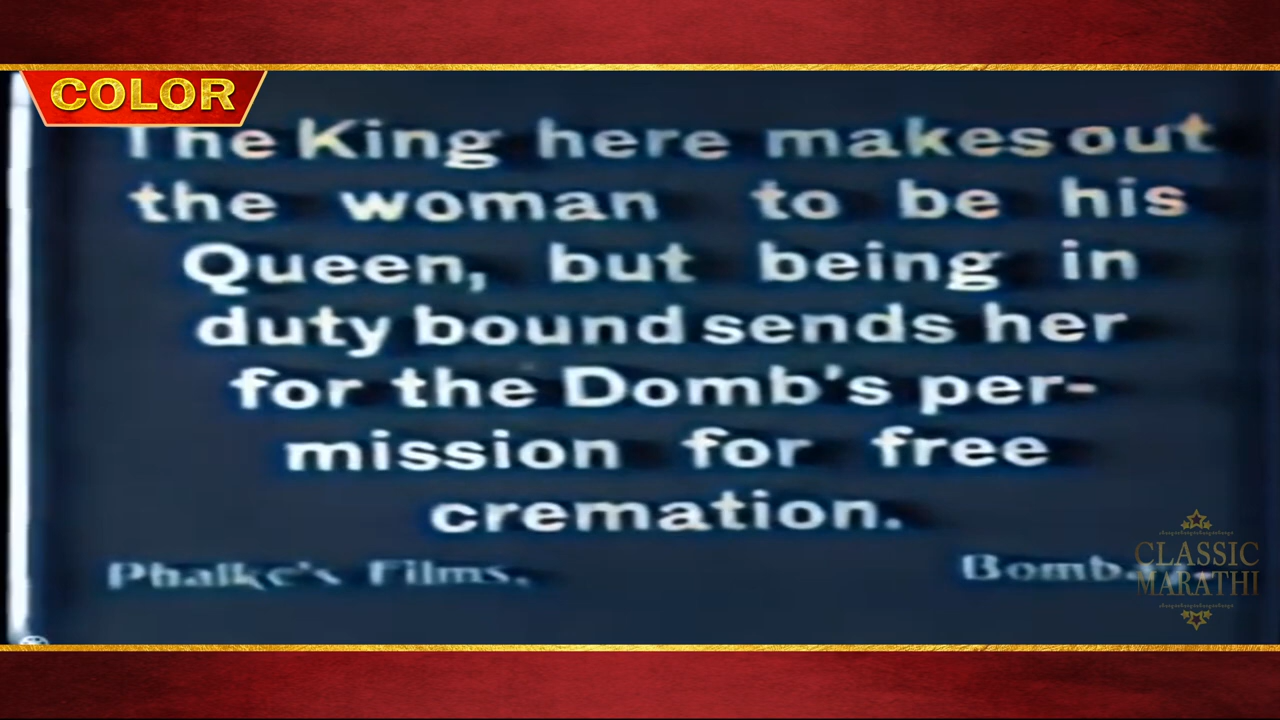 COLOR
The King here makes out
the woman to be his
Queen, but being in
duty bound sends her
for the Domb's per-
mission for free
cremation.
Phalke's Films,
CLASSIC
MARATHI